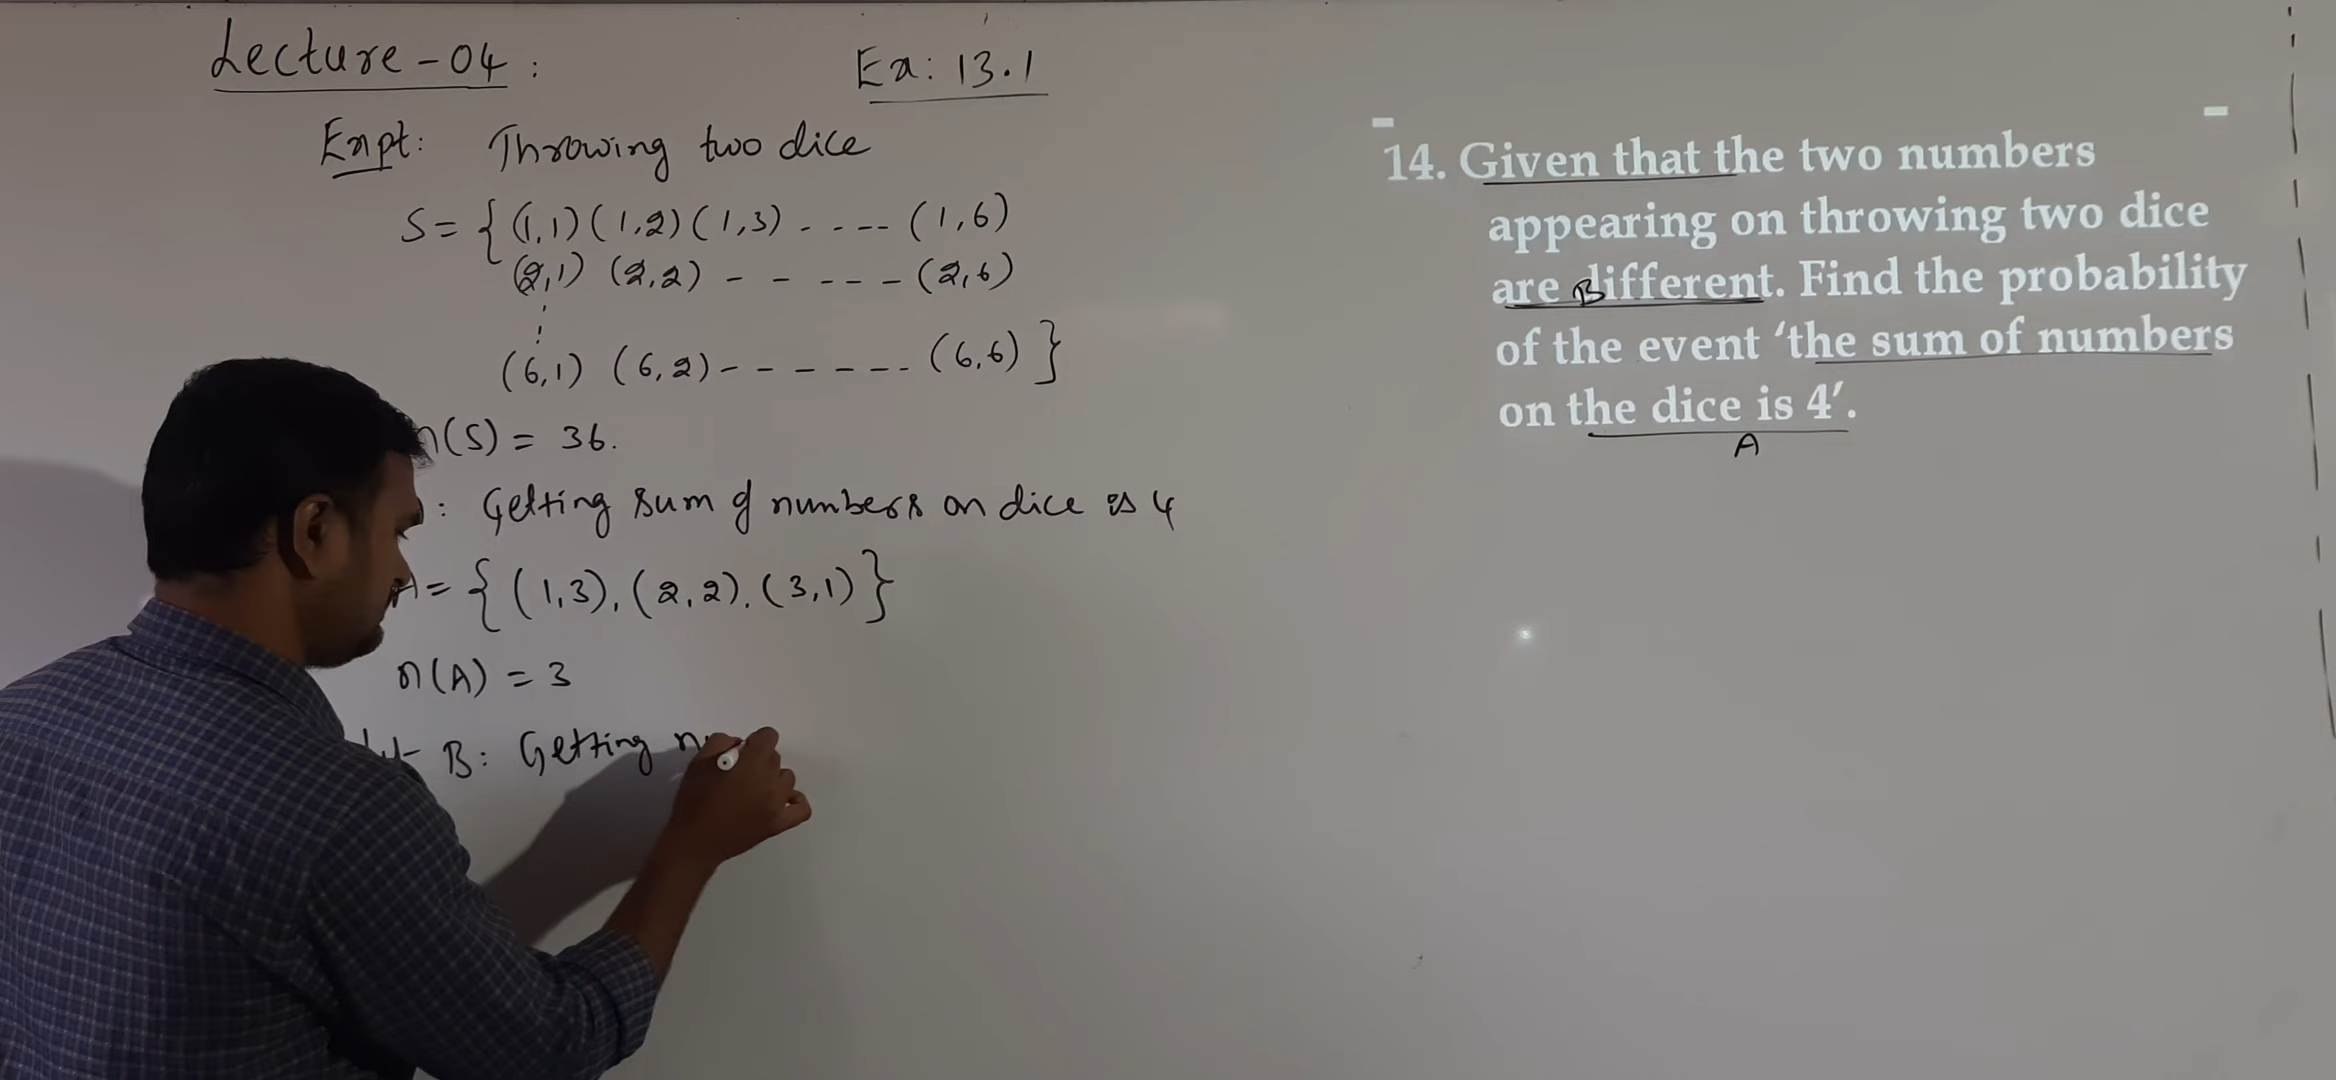 Lecture-04:
Ex: 13.1
Expt: Throwing two dice
S = { (1,1) (1,2) (1,3) ----- (1,6)
(2,1) (2,2) - - ---- (2,6)
(6,1) (6,2) ------- (6,6) }
n(S) = 36.
: Getting sum of numbers on dice is 4
A = { (1,3), (2,2), (3,1) }
n(A) = 3
B: Getting
14. Given that the two numbers
appearing on throwing two dice
are different. Find the probability
B
of the event ‘the sum of numbers
on the dice is 4′.
A